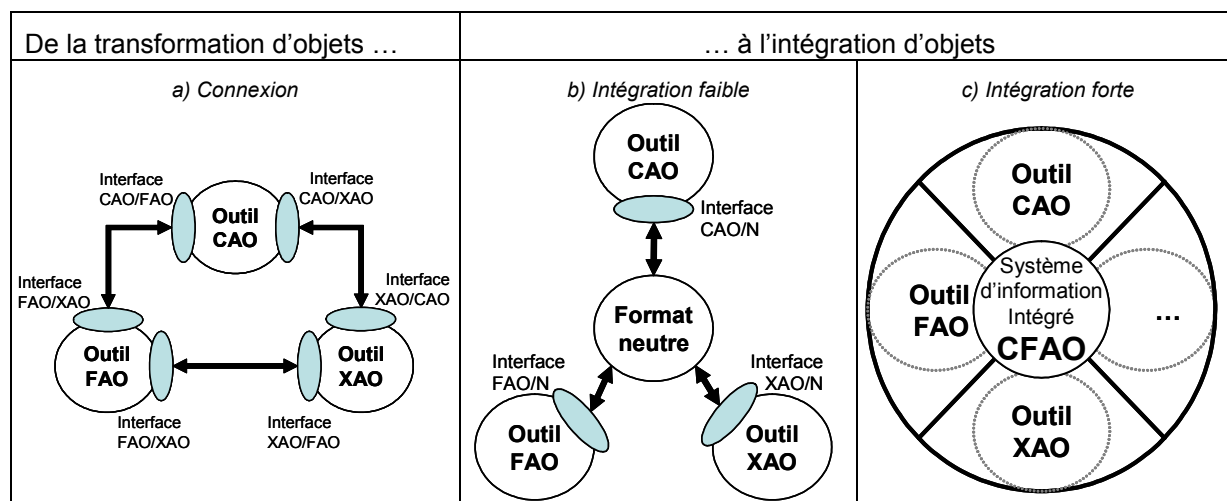 De la transformation d’objets …
… à l’intégration d’objets
a) Connexion
Interface
CAO/FAO
Interface
CAO/XAO
Outil
CAO
Interface
FAO/XAO
Interface
XAO/CAO
Outil
FAO
Outil
XAO
Interface
FAO/XAO
Interface
XAO/FAO
b) Intégration faible
Outil
CAO
Interface
CAO/N
Format
neutre
Interface
FAO/N
Interface
XAO/N
Outil
FAO
Outil
XAO
c) Intégration forte
Outil
CAO
Outil
FAO
Système
d’information
Intégré
CFAO
...
Outil
XAO